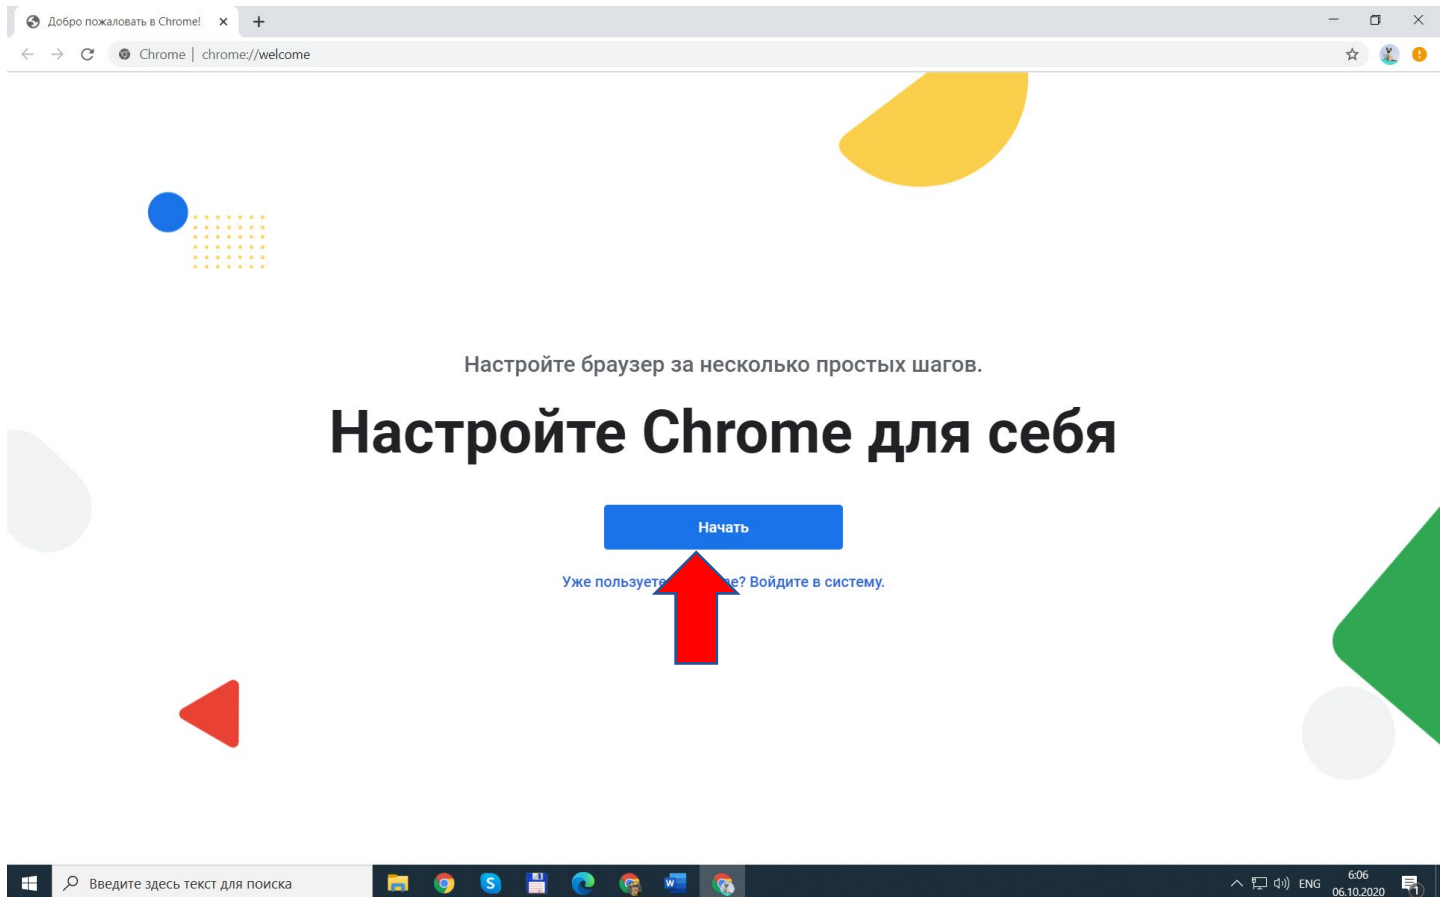 Добро пожаловать в Chrome!
Chrome | chrome://welcome
Настройте браузер за несколько простых шагов.
Настройте Chrome для себя
Начать
Уже пользуете e? Войдите в систему.
Введите здесь текст для поиска
ENG
6:06
06.10.2020